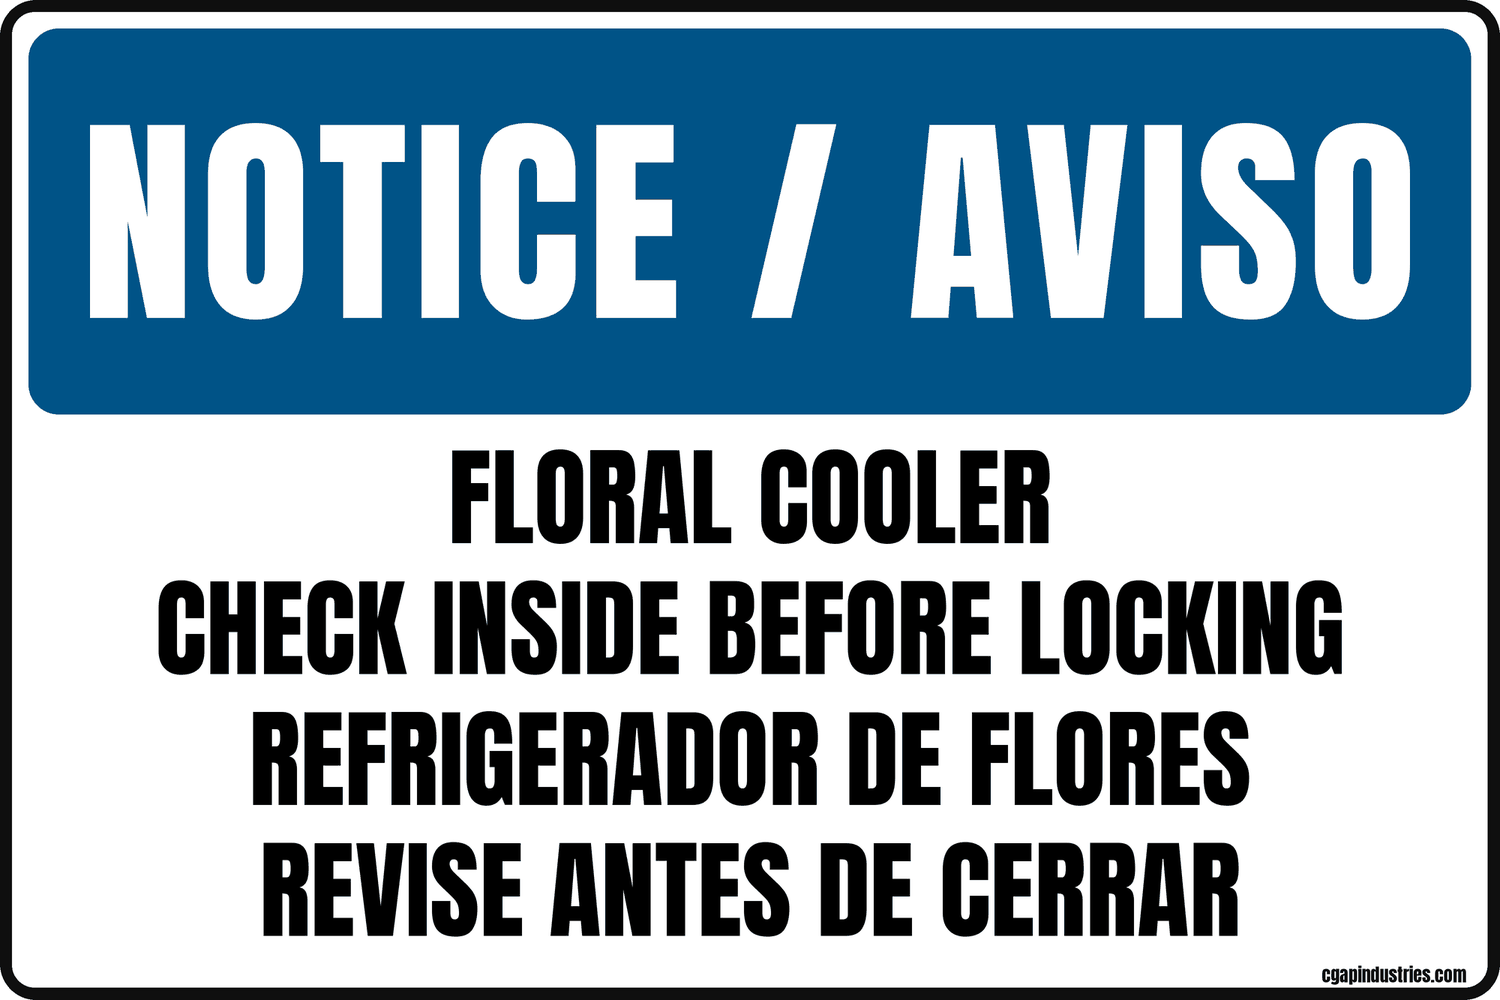 NOTICE / AVISO
FLORAL COOLER
CHECK INSIDE BEFORE LOCKING
REFRIGERADOR DE FLORES
REVISE ANTES DE CERRAR
cgapindustries.com